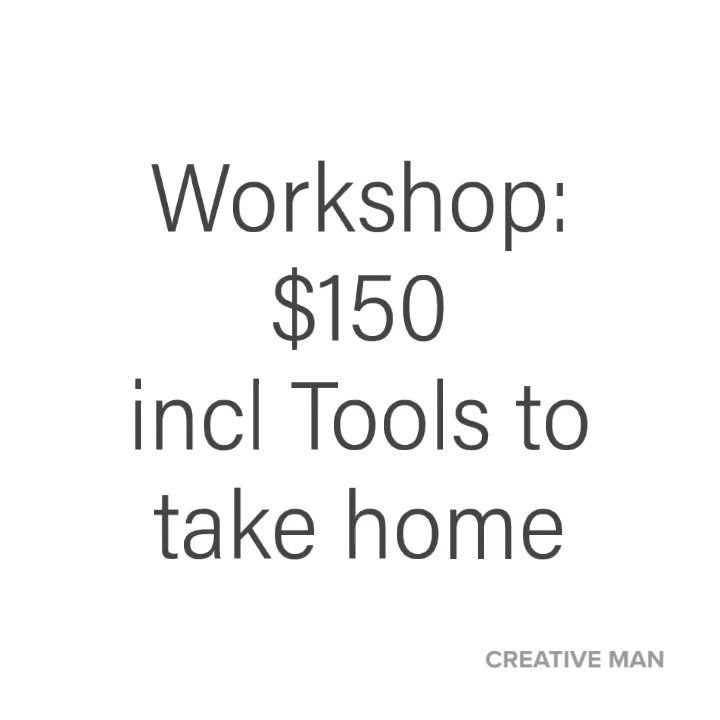 Workshop:
$150
incl Tools to
take home
CREATIVE MAN